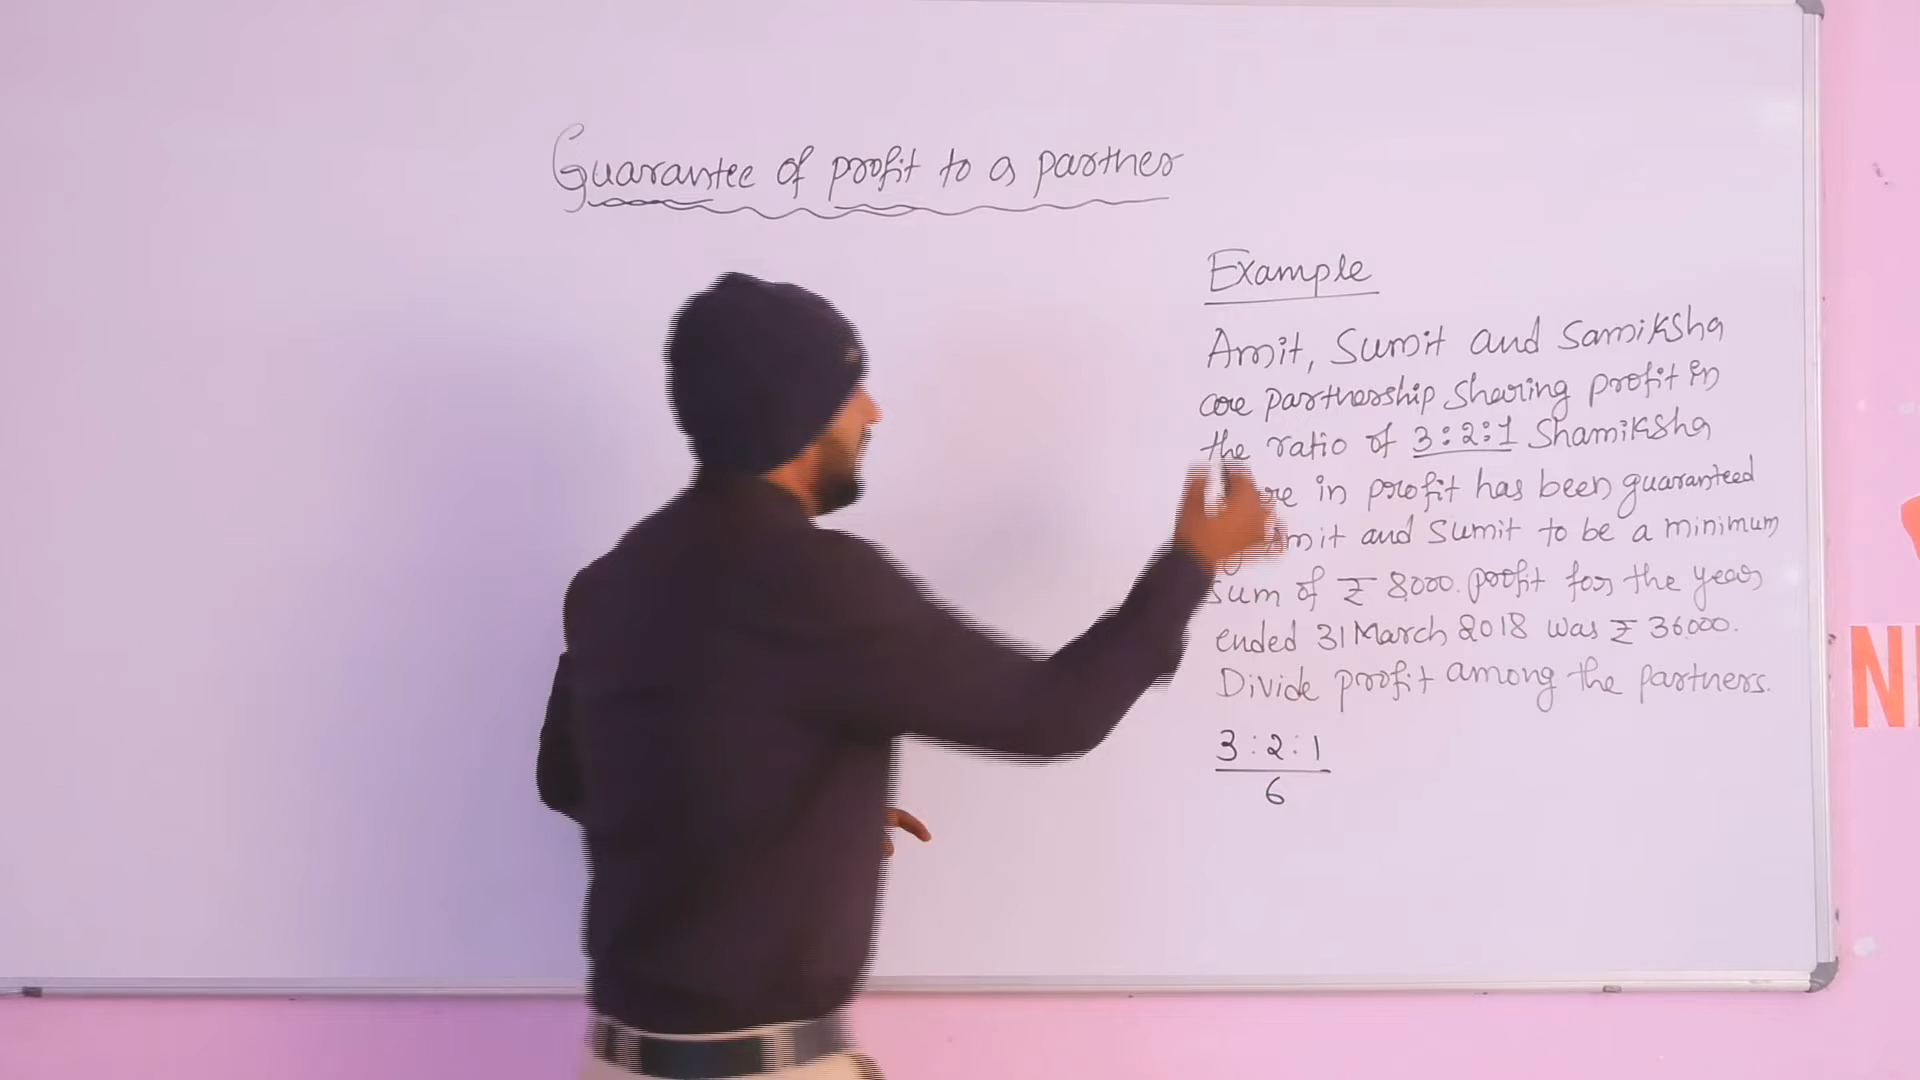 Guarantee of profit to a partner
Example
Amit, Sumit and Samiksha
are partnership sharing profit in
the ratio of 3:2:1 Shamiksha
in profit has been guaranteed
Amit and Sumit to be a minimum
sum of ₹ 8000. profit for the year
ended 31 March 2018 was ₹ 36000.
Divide profit among the partners.
3:2:1
6